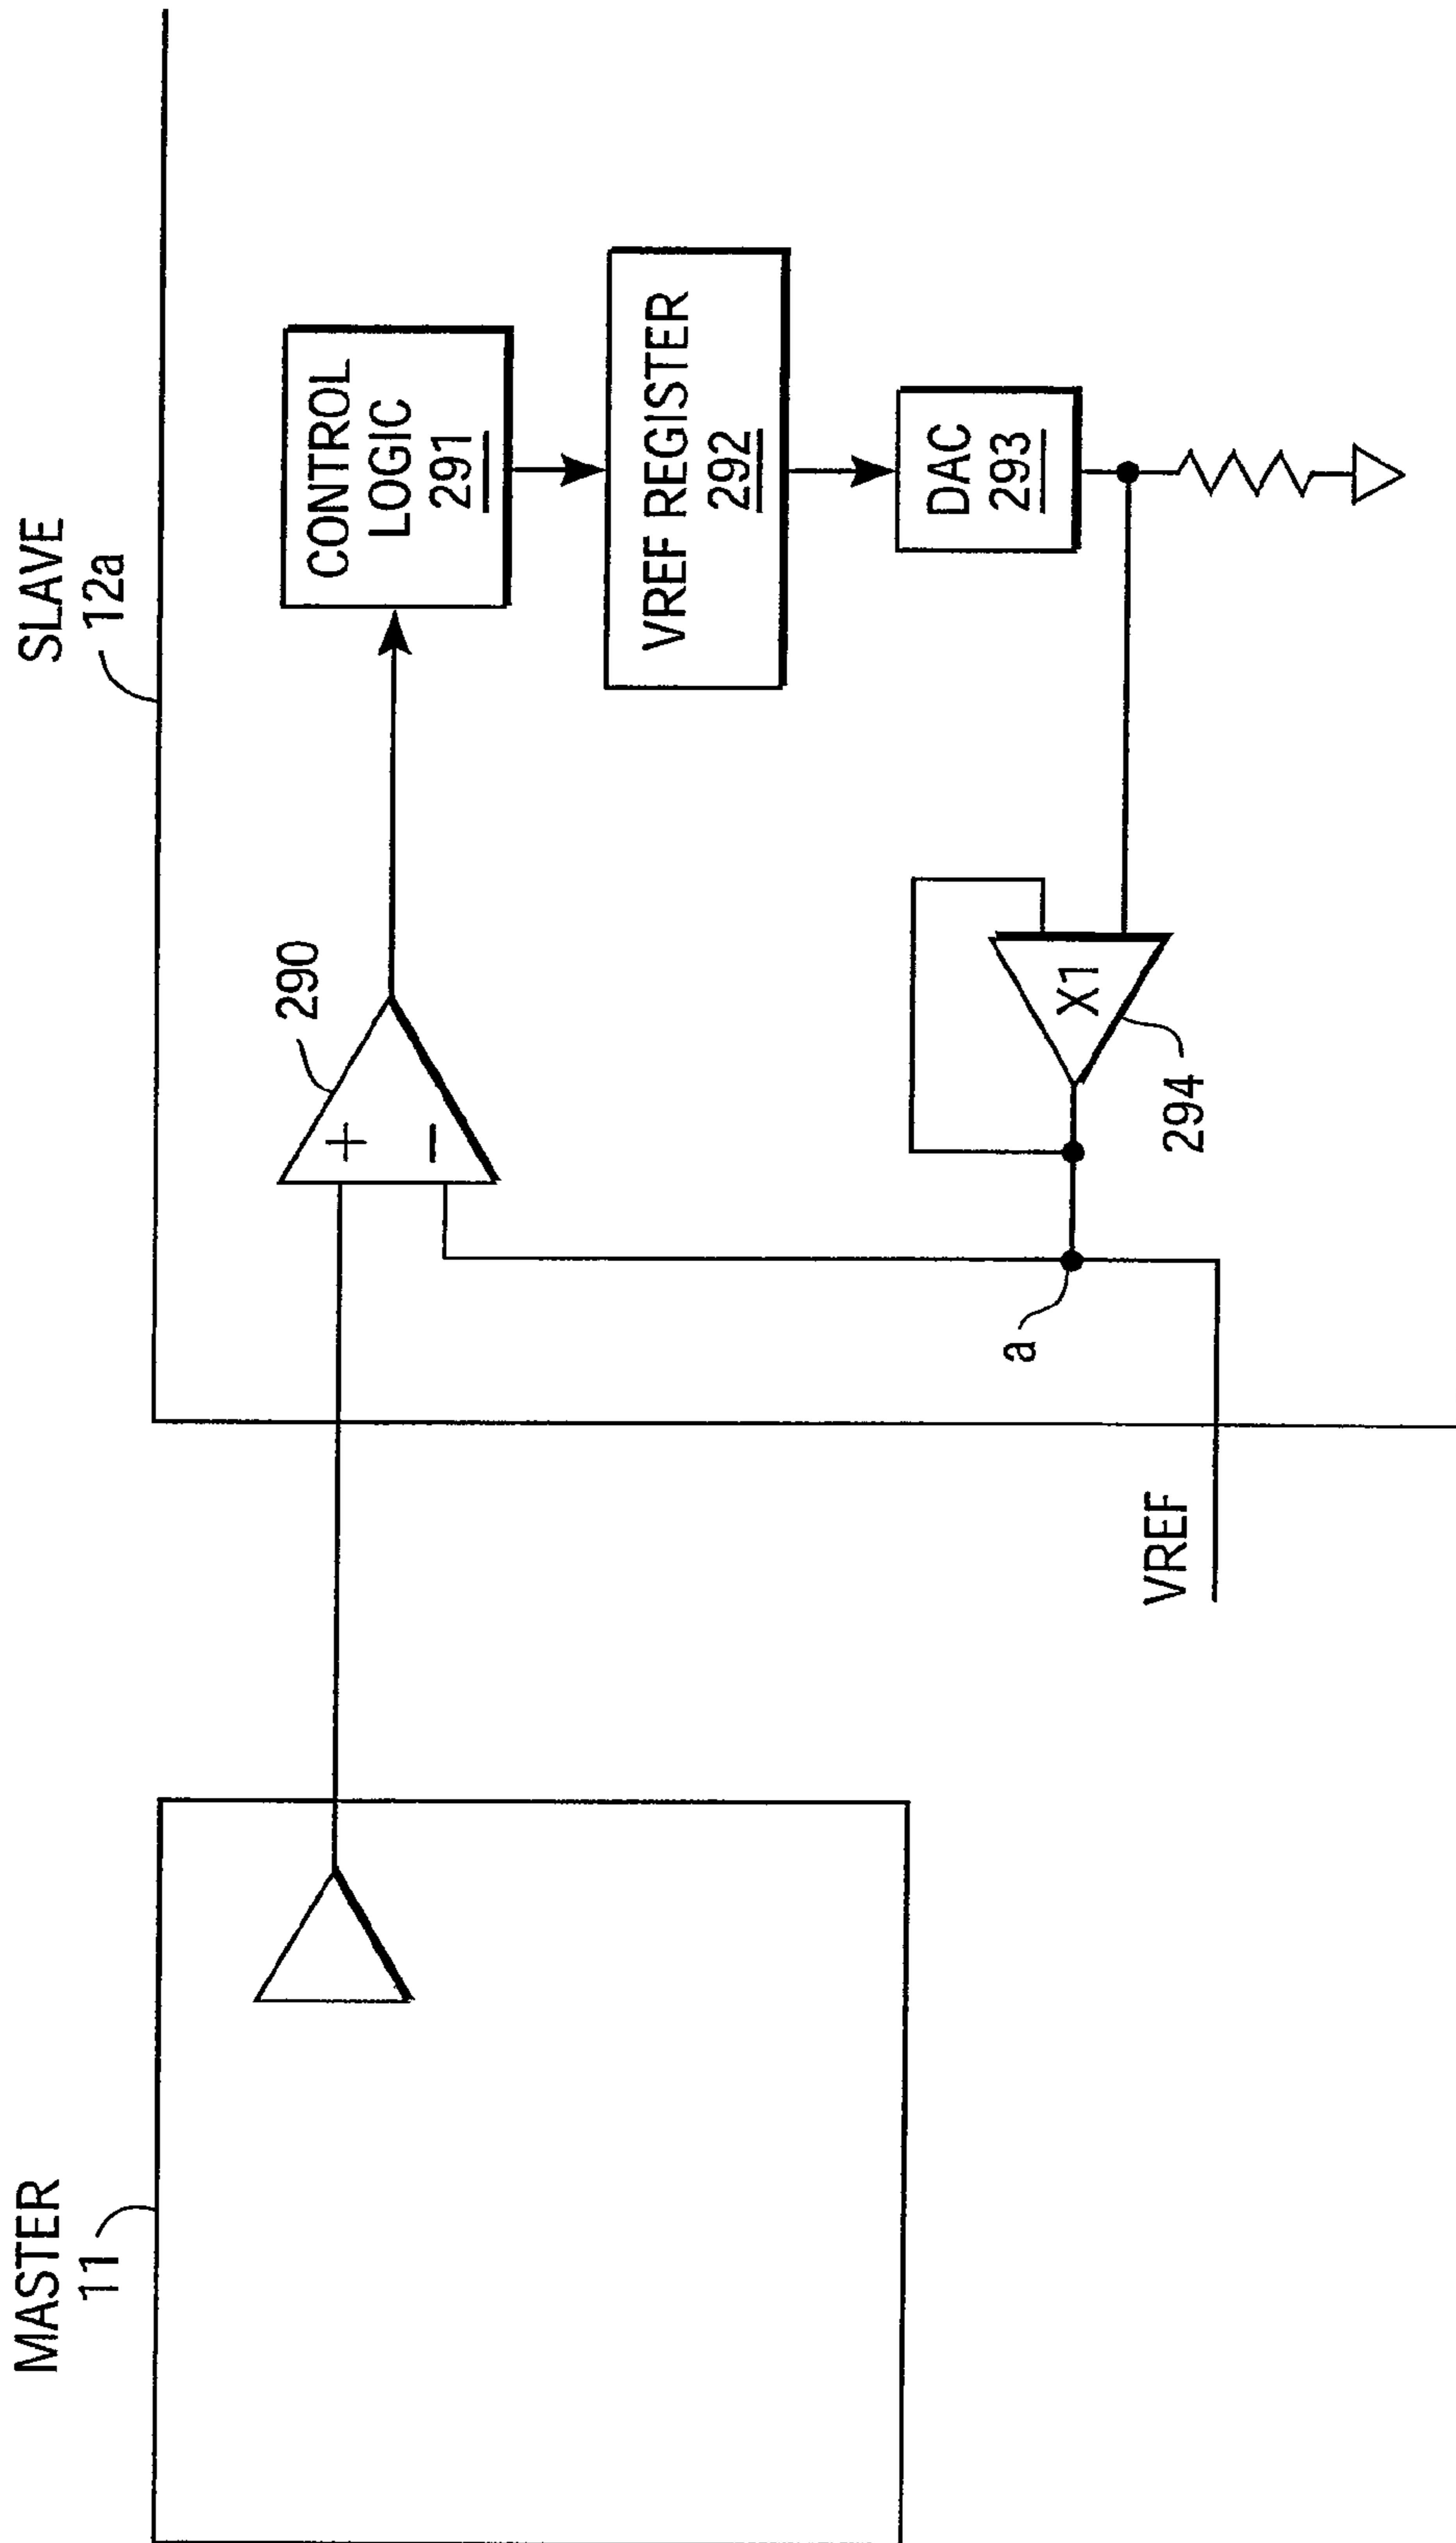 MASTER
11
SLAVE
12a
290
+
−
CONTROL
LOGIC
291
VREF REGISTER
292
DAC
293
X1
294
a
VREF